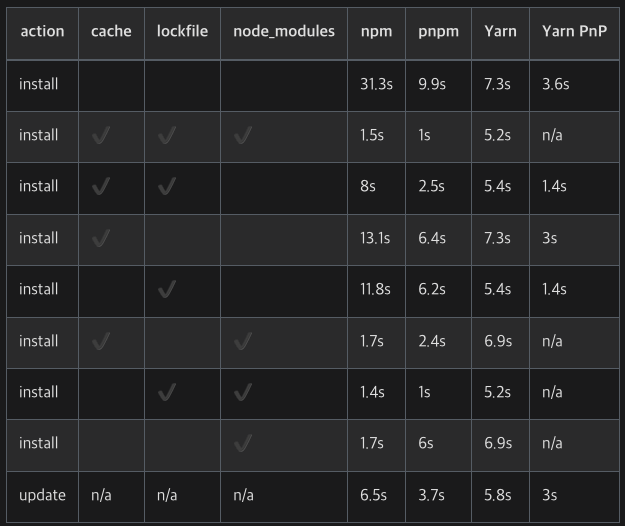 action cache lockfile node_modules npm pnpm Yarn Yarn PnP
install 31.3s 9.9s 7.3s 3.6s
install ✔ ✔ ✔ 1.5s 1s 5.2s n/a
install ✔ ✔ 8s 2.5s 5.4s 1.4s
install ✔ 13.1s 6.4s 7.3s 3s
install ✔ 11.8s 6.2s 5.4s 1.4s
install ✔ ✔ 1.7s 2.4s 6.9s n/a
install ✔ ✔ 1.4s 1s 5.2s n/a
install ✔ 1.7s 6s 6.9s n/a
update n/a n/a n/a 6.5s 3.7s 5.8s 3s